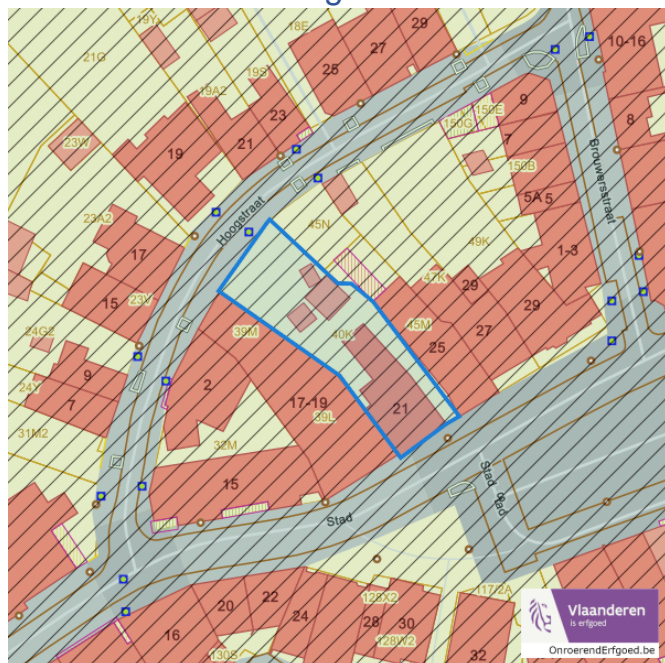 19Y
18E
29
10-16
21G
27
25
19S
19A2
23
150E
9
8
150G
7
23W
21
19
150B
Brouwersstraat
5A
5
23A2
Hoogstraat
45N
17
49K
1-3
47K
15
23V
29
29
39M
40K
45M
27
24G2
25
9
2
24Y
7
17-19
21
39L
31M2
32M
15
Stad
Stad
Stad
117/2A
22
20
128X2
24
30
28
16
128W2
32
130S
Vlaanderen
is erfgoed
OnroerendErfgoed.be